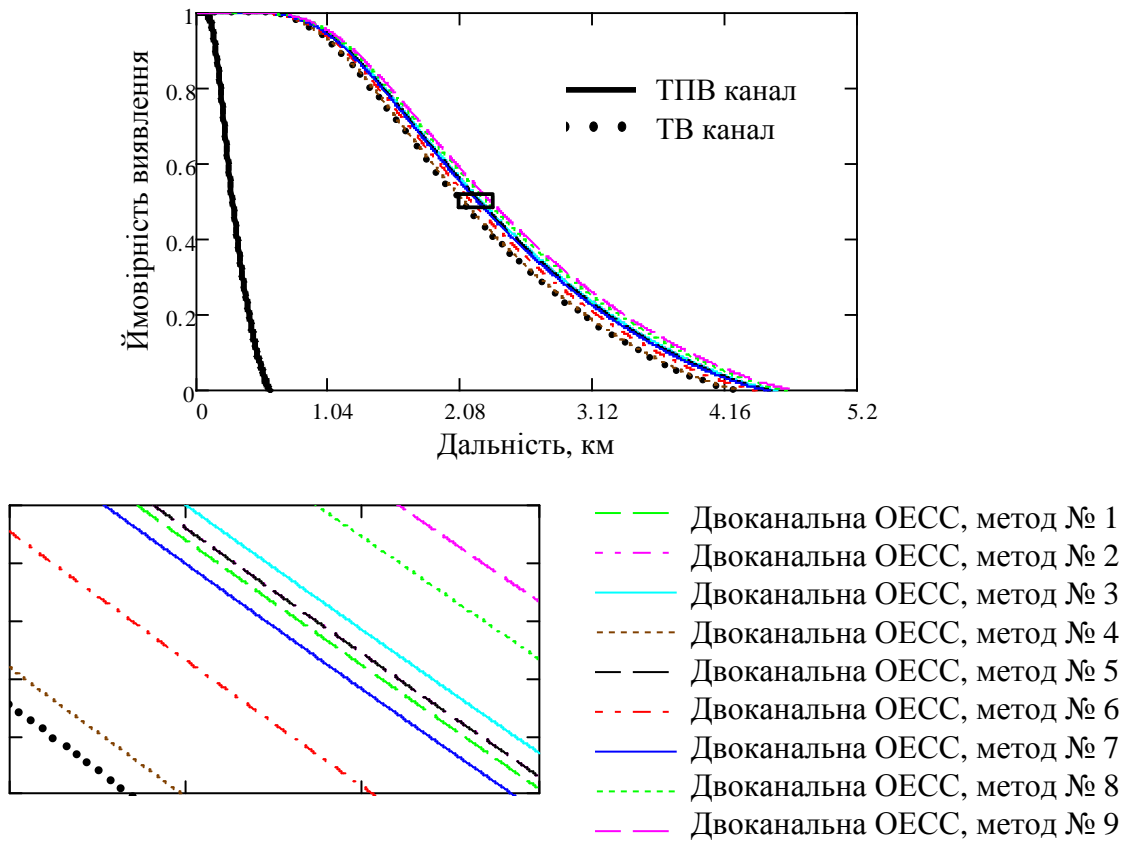 1
0.8
0.6
0.4
0.2
0
Ймовірність виявлення
ТПВ канал
ТВ канал
0 1.04 2.08 3.12 4.16 5.2
Дальність, км
Двоканальна ОЕСС, метод № 1
Двоканальна ОЕСС, метод № 2
Двоканальна ОЕСС, метод № 3
Двоканальна ОЕСС, метод № 4
Двоканальна ОЕСС, метод № 5
Двоканальна ОЕСС, метод № 6
Двоканальна ОЕСС, метод № 7
Двоканальна ОЕСС, метод № 8
Двоканальна ОЕСС, метод № 9